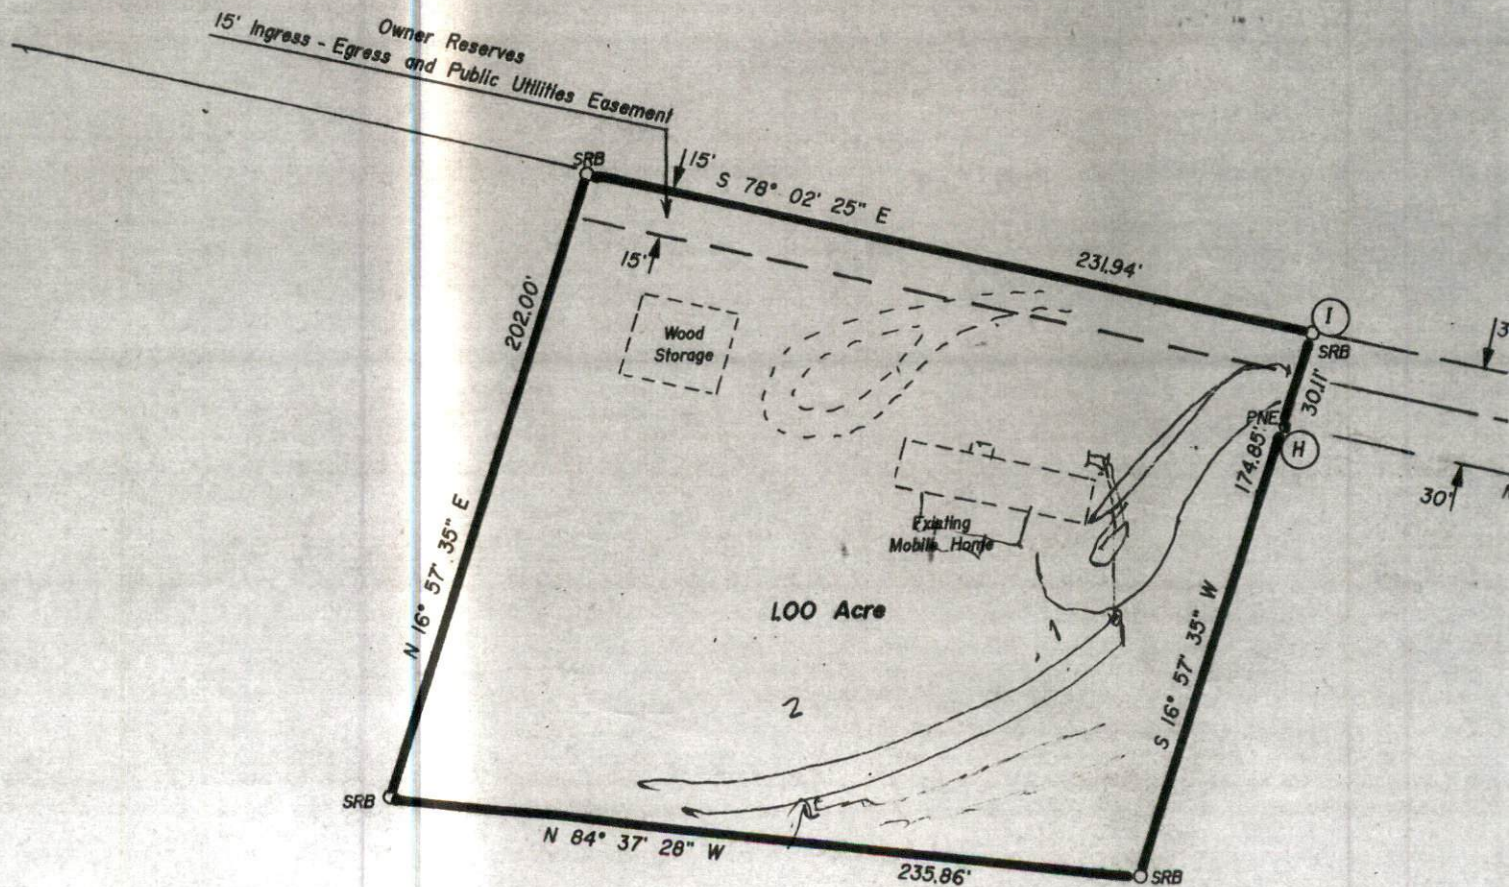 Owner Reserves
15' Ingress - Egress and Public Utilities Easement
SRB
15'
S 78° 02' 25" E
231.94'
15'
202.00'
Wood
Storage
I
SRB
30.11'
PNE
H
174.85'
30'
Existing
Mobile Home
N 16° 57' 35" E
1.00 Acre
1
2
S 16° 57' 35" W
SRB
N 84° 37' 28" W
235.86'
SRB